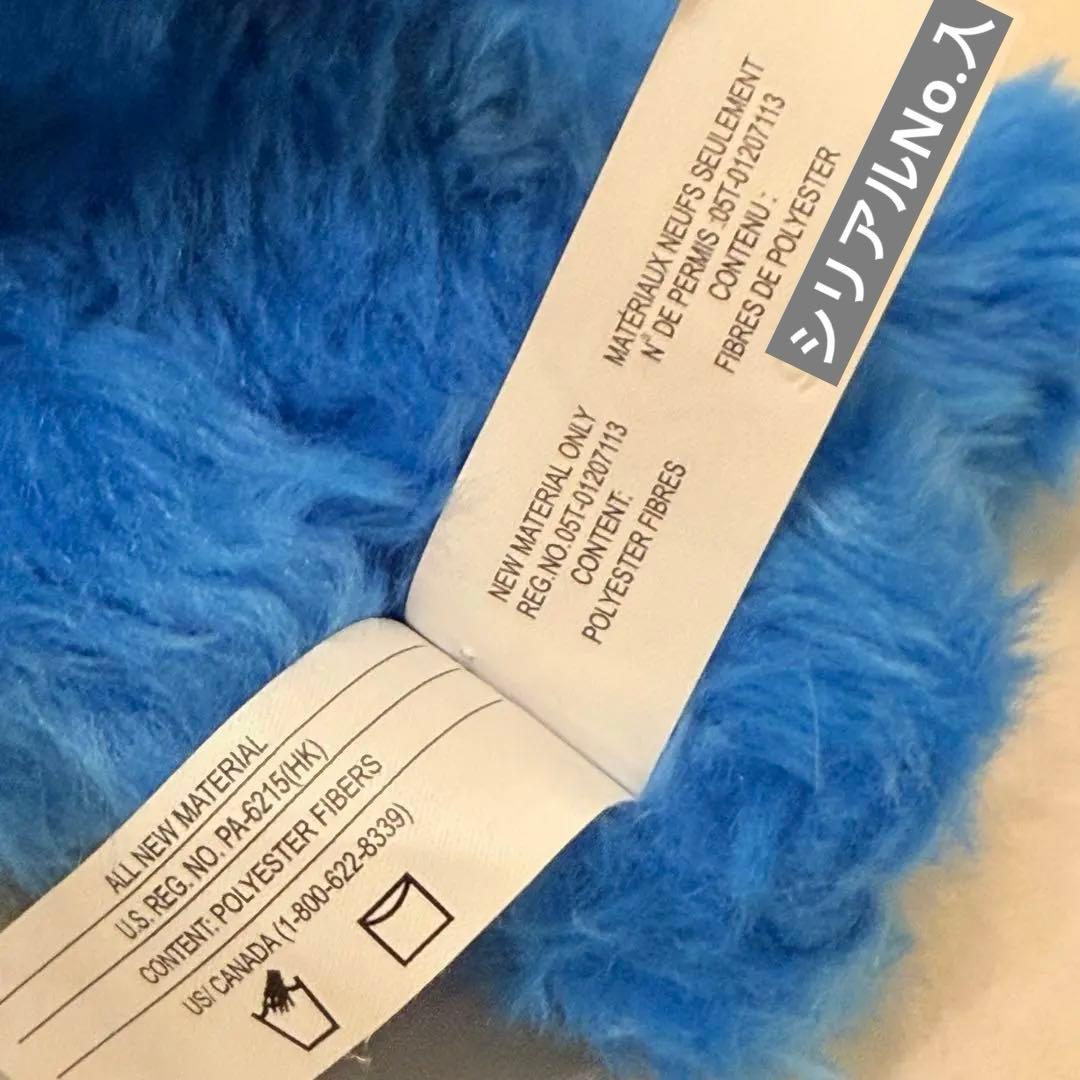 シリアルNo.入
MATÉRIAUX NEUFS SEULEMENT
N° DE PERMIS :05T-01207113
CONTENU :
FIBRES DE POLYESTER
NEW MATERIAL ONLY
REG.NO.05T-01207113
CONTENT:
POLYESTER FIBRES
ALL NEW MATERIAL
U.S. REG. NO. PA-6215(HK)
CONTENT: POLYESTER FIBERS
US/ CANADA (1-800-622-8339)